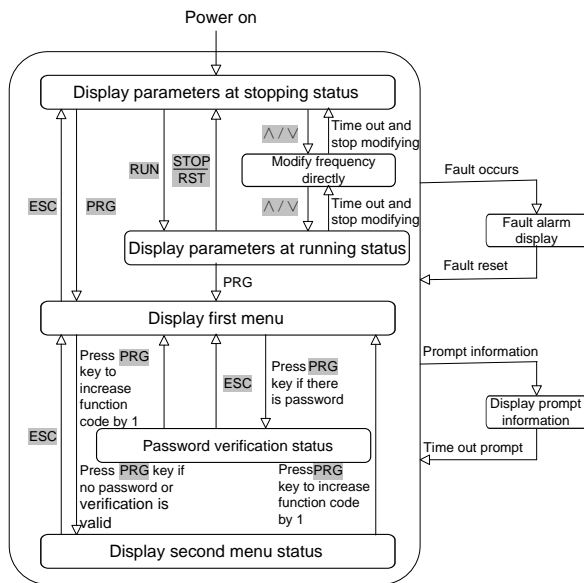 Power on
Display parameters at stopping status
∧ / ∨
Time out and
stop modifying
RUN
STOP
RST
Modify frequency
directly
ESC
PRG
∧ / ∨
Time out and
stop modifying
Display parameters at running status
PRG
Fault occurs
Fault alarm
display
Fault reset
Display first menu
Press PRG
key to
increase
function
code by 1
ESC
Press PRG
key if there
is password
ESC
Password verification status
Press PRG key if
no password or
verification is
valid
PressPRG
key to increase
function code
by 1
Display second menu status
Prompt information
Display prompt
information
Time out prompt